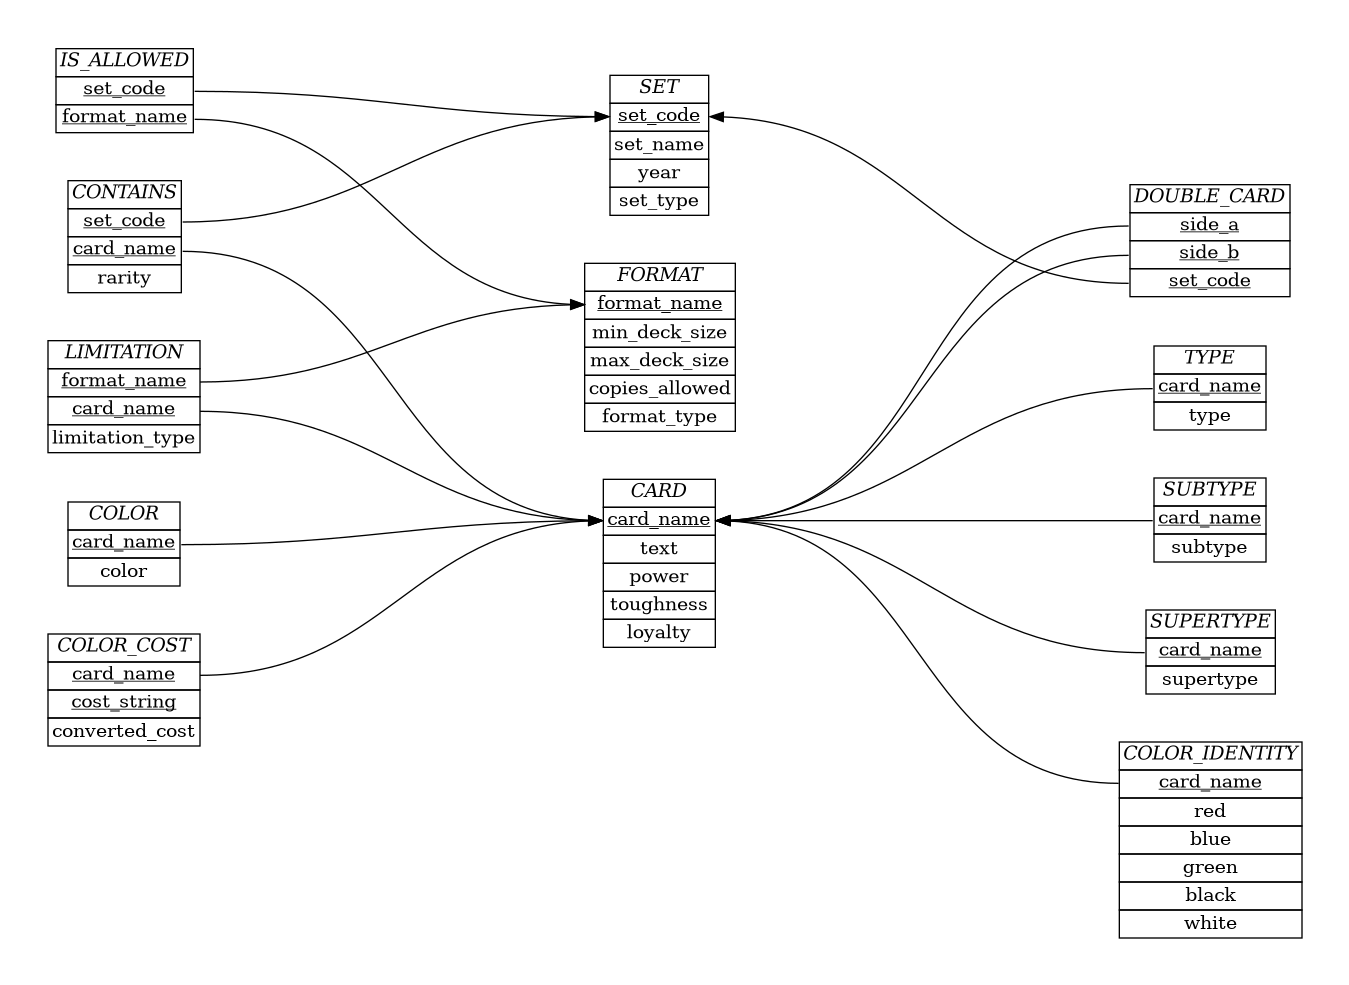 IS_ALLOWED
set_code
format_name
CONTAINS
set_code
card_name
rarity
LIMITATION
format_name
card_name
limitation_type
COLOR
card_name
color
COLOR_COST
card_name
cost_string
converted_cost
SET
set_code
set_name
year
set_type
FORMAT
format_name
min_deck_size
max_deck_size
copies_allowed
format_type
CARD
card_name
text
power
toughness
loyalty
DOUBLE_CARD
side_a
side_b
set_code
TYPE
card_name
type
SUBTYPE
card_name
subtype
SUPERTYPE
card_name
supertype
COLOR_IDENTITY
card_name
red
blue
green
black
white